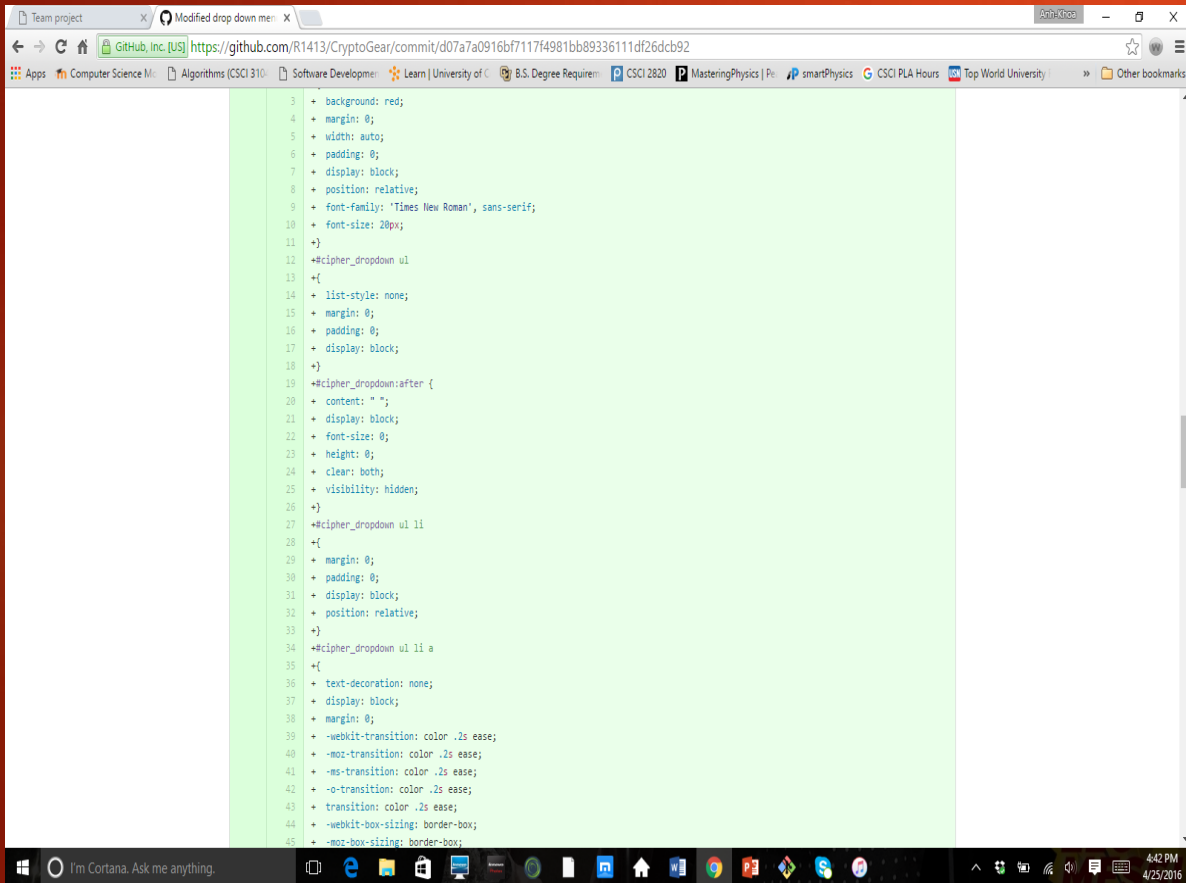 Team project
Modified drop down men
Anh-Khoa
GitHub, Inc. [US] https://github.com/R1413/CryptoGear/commit/d07a7a0916bf7117f4981bb89336111df26dcb92
Apps Computer Science Ma Algorithms (CSCI 310 Software Developmen Learn | University of C B.S. Degree Requirem CSCI 2820 MasteringPhysics | Pe smartPhysics CSCI PLA Hours Top World University » Other bookmarks
3 + background: red;
4 + margin: 0;
5 + width: auto;
6 + padding: 0;
7 + display: block;
8 + position: relative;
9 + font-family: 'Times New Roman', sans-serif;
10 + font-size: 20px;
11 +}
12 +#cipher_dropdown ul
13 +{
14 + list-style: none;
15 + margin: 0;
16 + padding: 0;
17 + display: block;
18 +}
19 +#cipher_dropdown:after {
20 + content: " ";
21 + display: block;
22 + font-size: 0;
23 + height: 0;
24 + clear: both;
25 + visibility: hidden;
26 +}
27 +#cipher_dropdown ul li
28 +{
29 + margin: 0;
30 + padding: 0;
31 + display: block;
32 + position: relative;
33 +}
34 +#cipher_dropdown ul li a
35 +{
36 + text-decoration: none;
37 + display: block;
38 + margin: 0;
39 + -webkit-transition: color .2s ease;
40 + -moz-transition: color .2s ease;
41 + -ms-transition: color .2s ease;
42 + -o-transition: color .2s ease;
43 + transition: color .2s ease;
44 + -webkit-box-sizing: border-box;
45 + -moz-box-sizing: border-box;
I'm Cortana. Ask me anything.
4:42 PM
4/25/2016